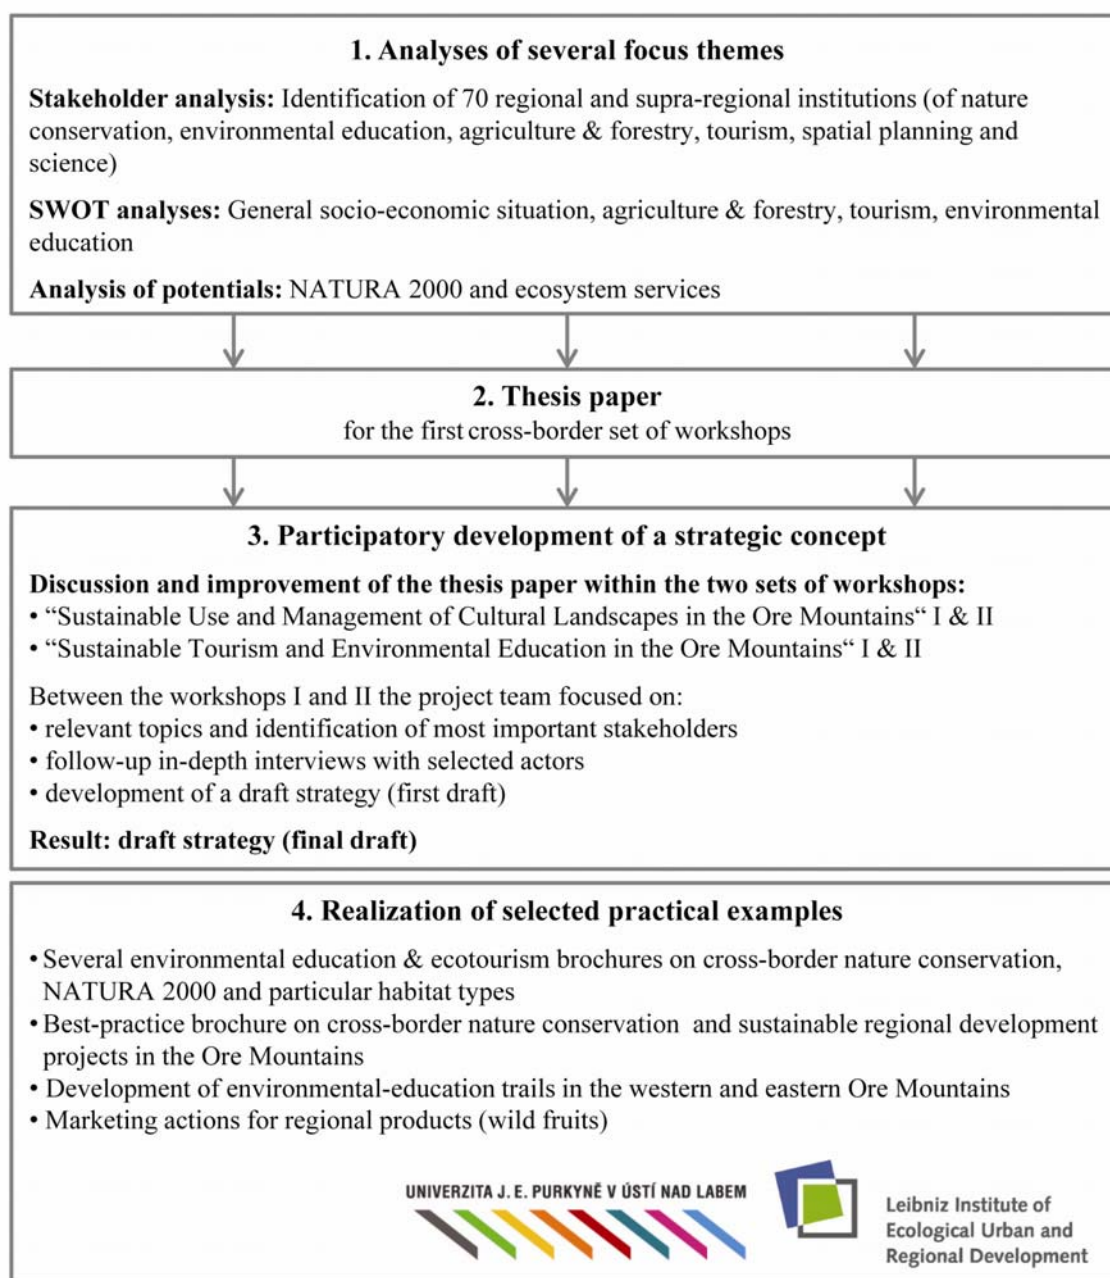 1. Analyses of several focus themes
Stakeholder analysis: Identification of 70 regional and supra-regional institutions (of nature
conservation, environmental education, agriculture & forestry, tourism, spatial planning and
science)
SWOT analyses: General socio-economic situation, agriculture & forestry, tourism, environmental
education
Analysis of potentials: NATURA 2000 and ecosystem services
2. Thesis paper
for the first cross-border set of workshops
3. Participatory development of a strategic concept
Discussion and improvement of the thesis paper within the two sets of workshops:
• “Sustainable Use and Management of Cultural Landscapes in the Ore Mountains“ I & II
• “Sustainable Tourism and Environmental Education in the Ore Mountains“ I & II
Between the workshops I and II the project team focused on:
• relevant topics and identification of most important stakeholders
• follow-up in-depth interviews with selected actors
• development of a draft strategy (first draft)
Result: draft strategy (final draft)
4. Realization of selected practical examples
• Several environmental education & ecotourism brochures on cross-border nature conservation,
NATURA 2000 and particular habitat types
• Best-practice brochure on cross-border nature conservation and sustainable regional development
projects in the Ore Mountains
• Development of environmental-education trails in the western and eastern Ore Mountains
• Marketing actions for regional products (wild fruits)
UNIVERZITA J. E. PURKYNĚ V ÚSTÍ NAD LABEM
Leibniz Institute of
Ecological Urban and
Regional Development